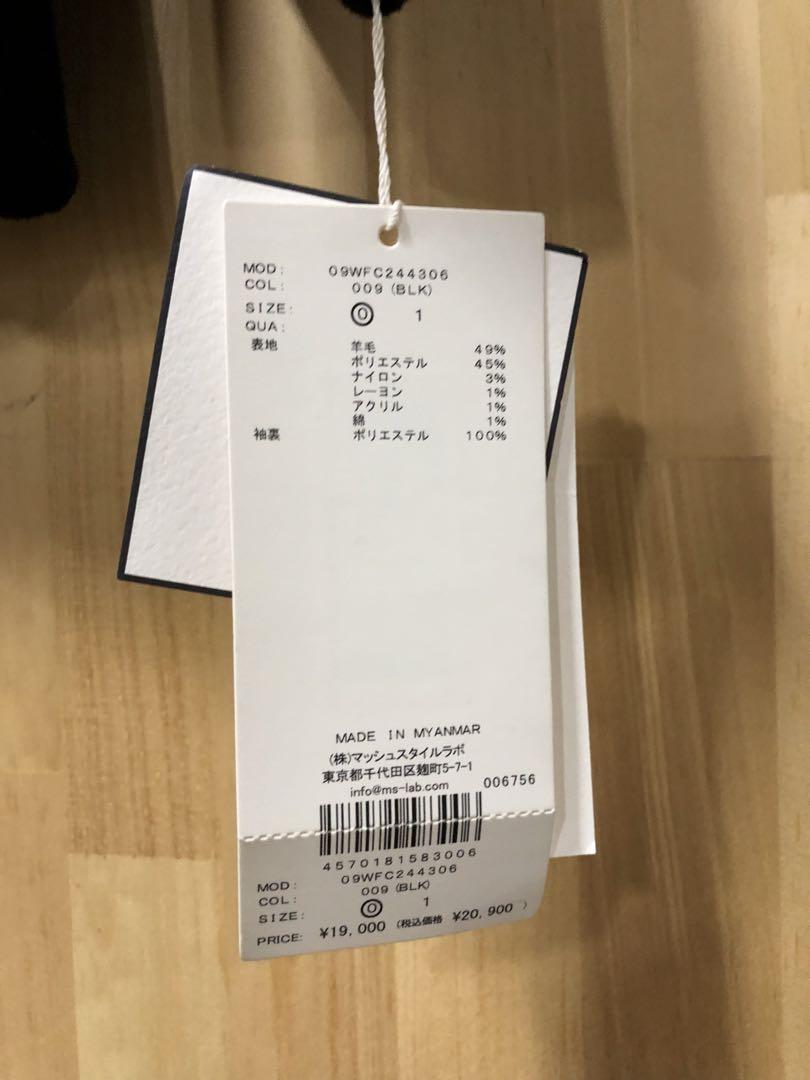 MOD: 09WFC244306
COL: 009 (BLK)
SIZE: 0 1
QUA:
表地 羊毛 49%
ポリエステル 45%
ナイロン 3%
レーヨン 1%
アクリル 1%
綿 1%
袖裏 ポリエステル 100%
MADE IN MYANMAR
(株)マッシュスタイルラボ
東京都千代田区麹町5-7-1
info@ms-lab.com 006756
4570181583006
MOD: 09WFC244306
COL: 009 (BLK)
SIZE: 0 1
PRICE: ¥19,000 (税込価格 ¥20,900 )